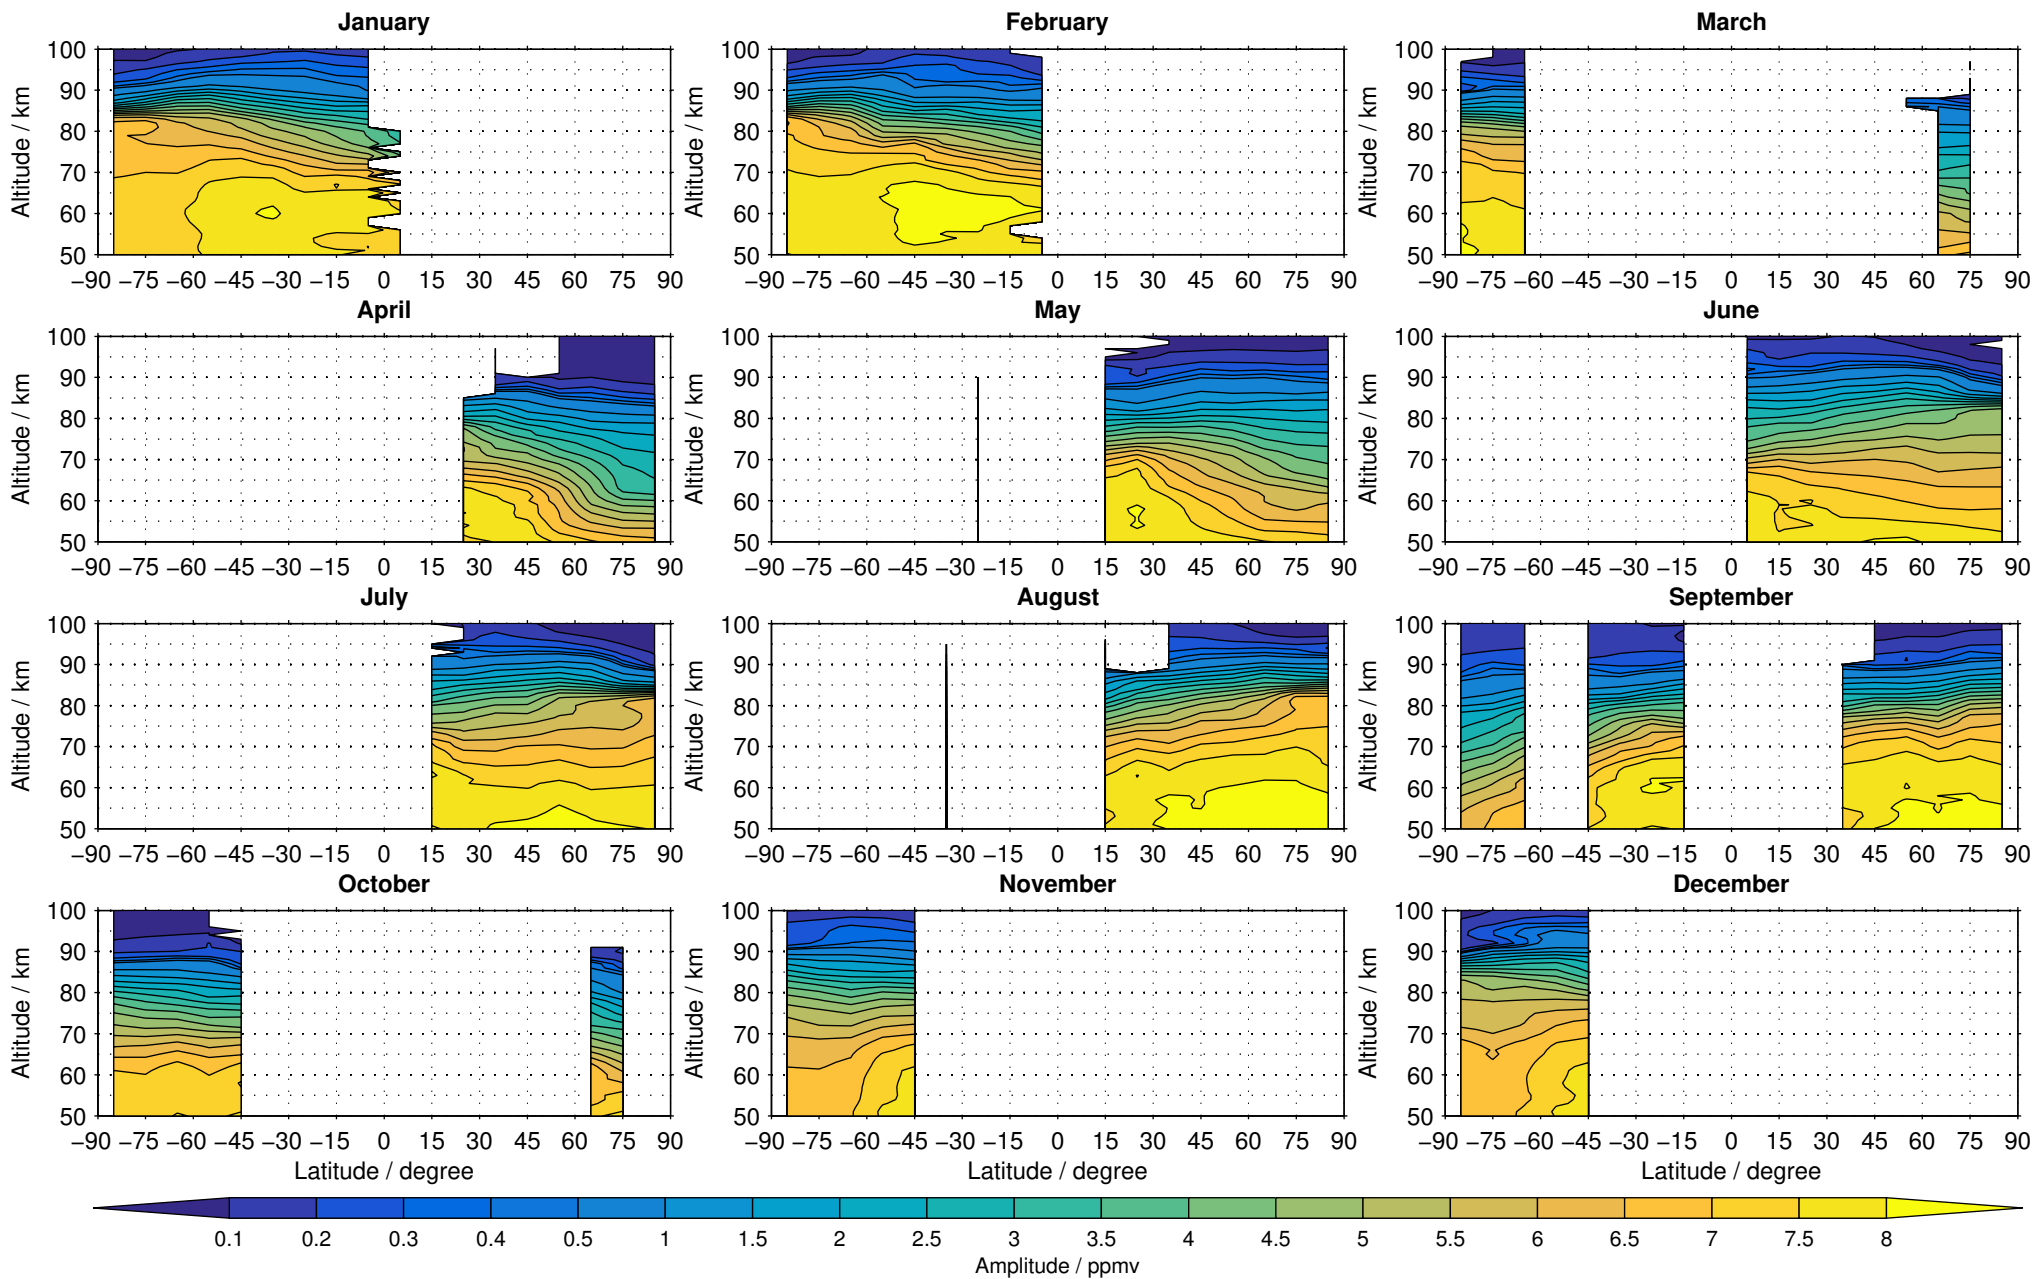 January February March
100 100 100
90 90 90
80 80 80
70 70 70
60 60 60
50 50 50
Altitude / km Altitude / km Altitude / km
−90 −75 −60 −45 −30 −15 0 15 30 45 60 75 90 −90 −75 −60 −45 −30 −15 0 15 30 45 60 75 90 −90 −75 −60 −45 −30 −15 0 15 30 45 60 75 90
April May June
100 100 100
90 90 90
80 80 80
70 70 70
60 60 60
50 50 50
Altitude / km Altitude / km Altitude / km
−90 −75 −60 −45 −30 −15 0 15 30 45 60 75 90 −90 −75 −60 −45 −30 −15 0 15 30 45 60 75 90 −90 −75 −60 −45 −30 −15 0 15 30 45 60 75 90
July August September
100 100 100
90 90 90
80 80 80
70 70 70
60 60 60
50 50 50
Altitude / km Altitude / km Altitude / km
−90 −75 −60 −45 −30 −15 0 15 30 45 60 75 90 −90 −75 −60 −45 −30 −15 0 15 30 45 60 75 90 −90 −75 −60 −45 −30 −15 0 15 30 45 60 75 90
October November December
100 100 100
90 90 90
80 80 80
70 70 70
60 60 60
50 50 50
Altitude / km Altitude / km Altitude / km
−90 −75 −60 −45 −30 −15 0 15 30 45 60 75 90 −90 −75 −60 −45 −30 −15 0 15 30 45 60 75 90 −90 −75 −60 −45 −30 −15 0 15 30 45 60 75 90
Latitude / degree Latitude / degree Latitude / degree
0.1 0.2 0.3 0.4 0.5 1 1.5 2 2.5 3 3.5 4 4.5 5 5.5 6 6.5 7 7.5 8
Amplitude / ppmv